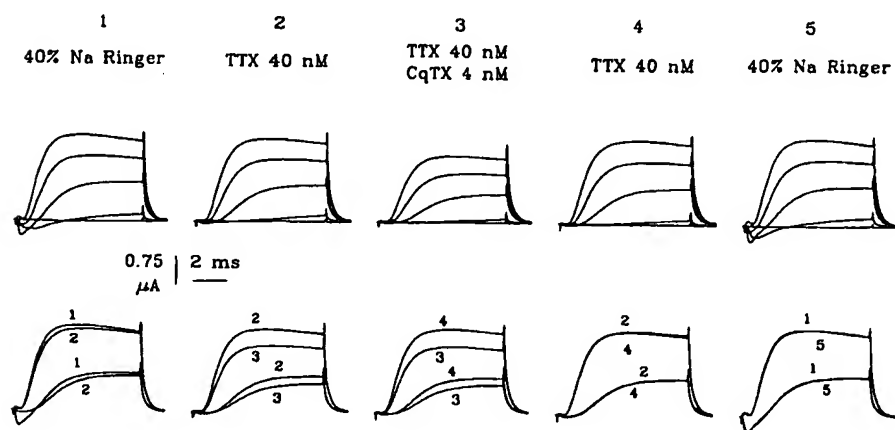 1 2 3 4 5
40% Na Ringer TTX 40 nM TTX 40 nM TTX 40 nM 40% Na Ringer
CqTX 4 nM
0.75 2 ms
μA
1 2 4 2 1
2 3 3 4 5
1 2 4 2 1
2 3 3 4 5